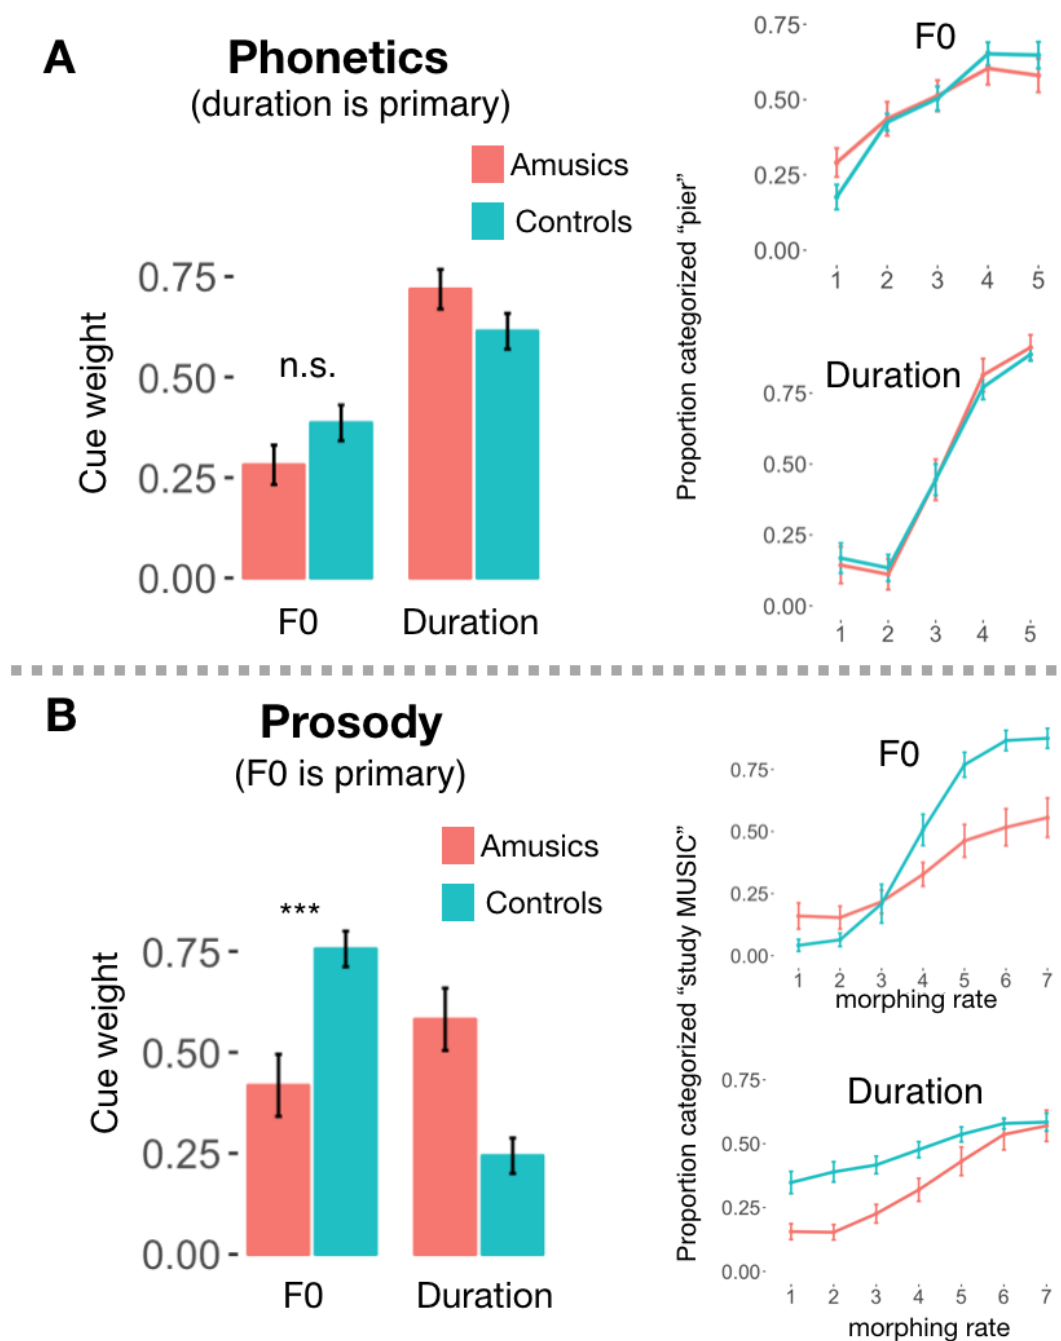 A
Phonetics
(duration is primary)
Amusics
Controls
Cue weight
0.75
0.50
0.25
0.00
n.s.
F0
Duration
Proportion categorized “pier”
F0
0.75
0.50
0.25
0.00
1 2 3 4 5
Duration
0.75
0.50
0.25
0.00
1 2 3 4 5
B
Prosody
(F0 is primary)
Amusics
Controls
Cue weight
***
0.75
0.50
0.25
0.00
F0
Duration
Proportion categorized “study MUSIC”
F0
0.75
0.50
0.25
0.00
1 2 3 4 5 6 7
morphing rate
Duration
0.75
0.50
0.25
0.00
1 2 3 4 5 6 7
morphing rate